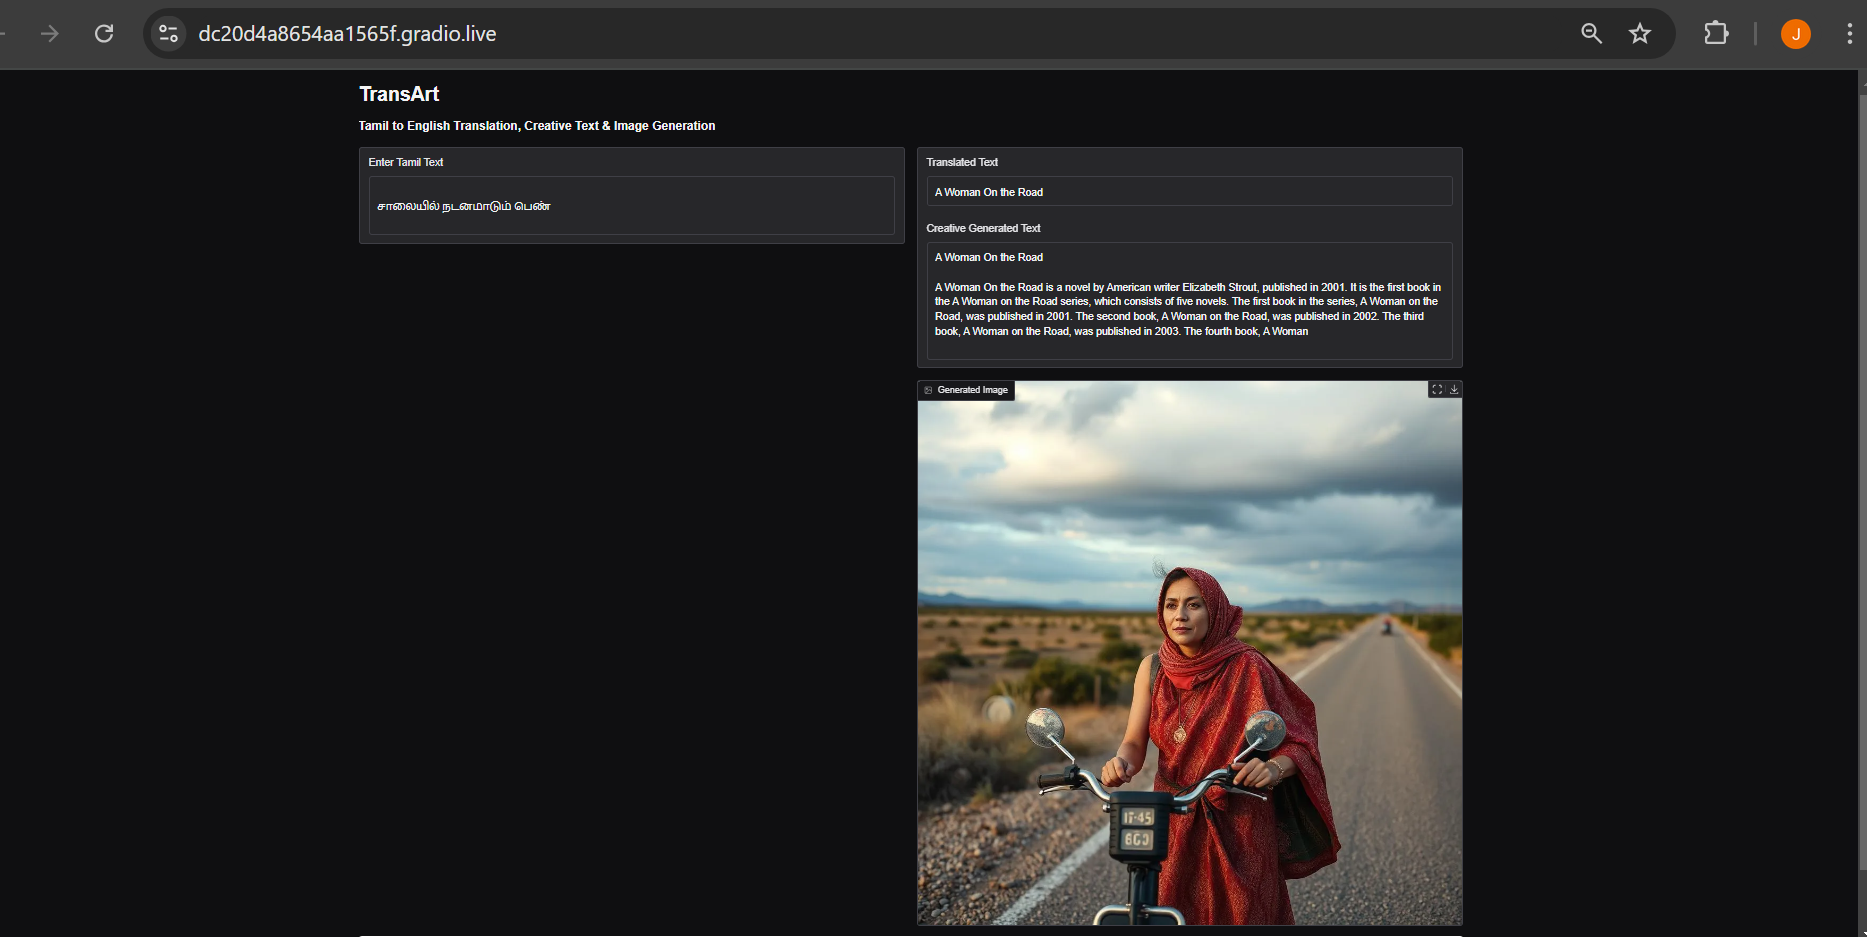 dc20d4a8654aa1565f.gradio.live
J
TransArt
Tamil to English Translation, Creative Text & Image Generation
Enter Tamil Text
சாலையில் நடனமாடும் பெண்
Translated Text
A Woman On the Road
Creative Generated Text
A Woman On the Road
A Woman On the Road is a novel by American writer Elizabeth Strout, published in 2001. It is the first book in
the A Woman on the Road series, which consists of five novels. The first book in the series, A Woman on the
Road, was published in 2001. The second book, A Woman on the Road, was published in 2002. The third
book, A Woman on the Road, was published in 2003. The fourth book, A Woman
Generated Image